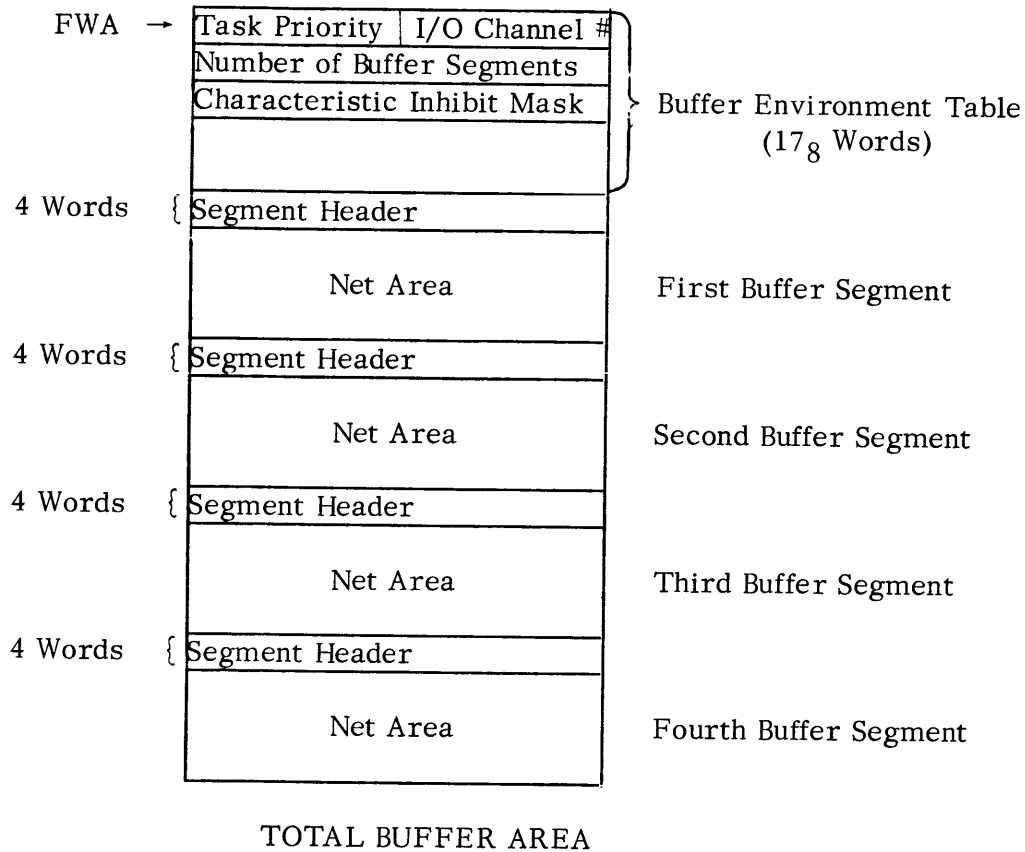 FWA → Task Priority | I/O Channel #
Number of Buffer Segments
Characteristic Inhibit Mask
Buffer Environment Table
(17₈ Words)
4 Words { Segment Header
Net Area First Buffer Segment
4 Words { Segment Header
Net Area Second Buffer Segment
4 Words { Segment Header
Net Area Third Buffer Segment
4 Words { Segment Header
Net Area Fourth Buffer Segment
TOTAL BUFFER AREA